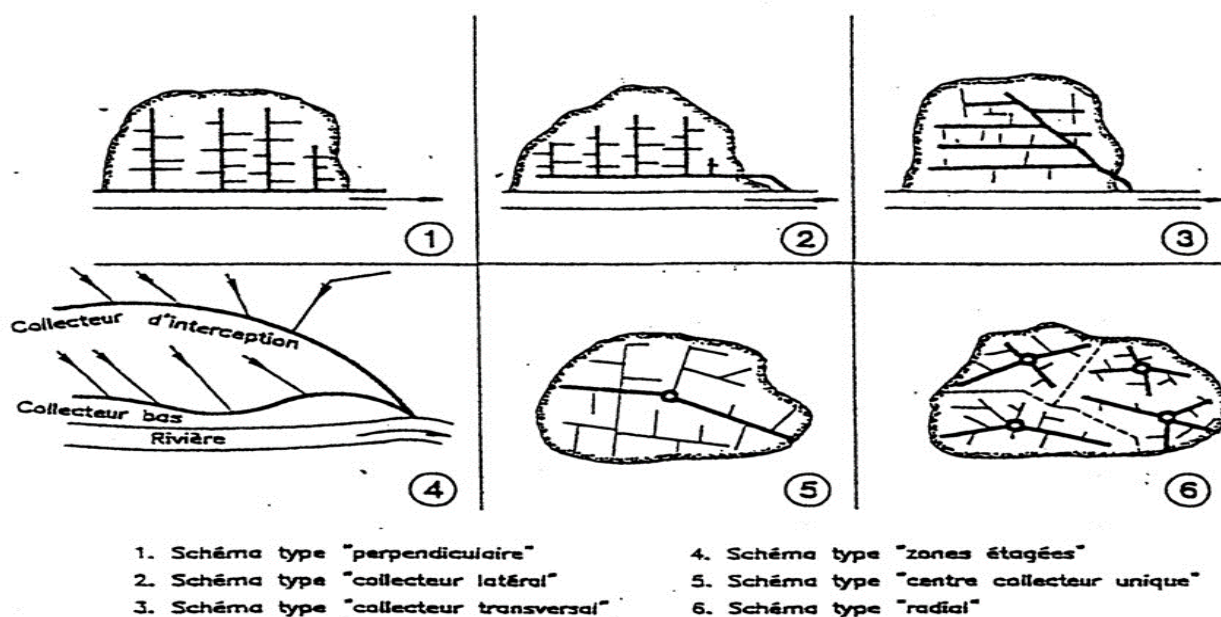 1
2
3
Collecteur d'interception
Collecteur bas
Rivière
4
5
6
1. Schéma type "perpendiculaire"
2. Schéma type "collecteur latéral"
3. Schéma type "collecteur transversal"
4. Schéma type "zones étagées"
5. Schéma type "centre collecteur unique"
6. Schéma type "radial"